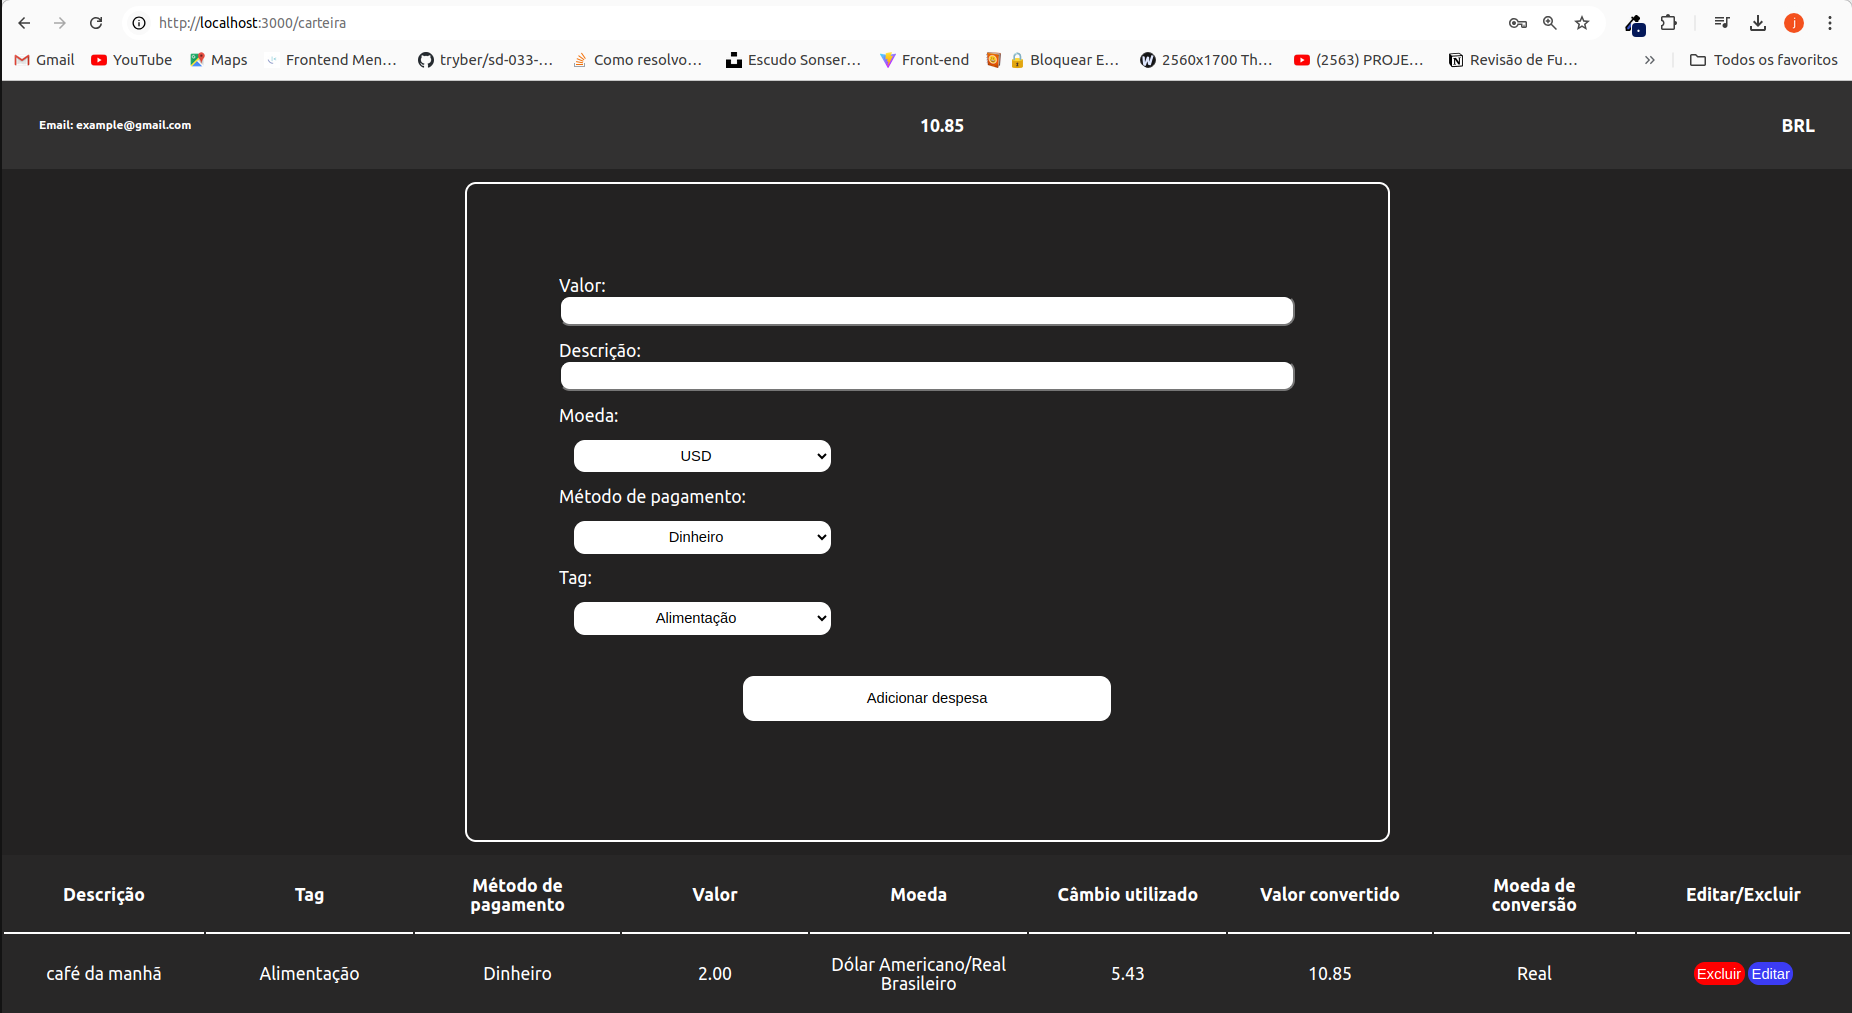 http://localhost:3000/carteira
j
Gmail YouTube Maps Frontend Men... tryber/sd-033-... Como resolvo... Escudo Sonser... Front-end Bloquear E... 2560x1700 Th... (2563) PROJE... Revisão de Fu... » Todos os favoritos
Email: example@gmail.com 10.85 BRL
Valor:
Descrição:
Moeda:
USD
Método de pagamento:
Dinheiro
Tag:
Alimentação
Adicionar despesa
Descrição Tag Método de pagamento Valor Moeda Câmbio utilizado Valor convertido Moeda de conversão Editar/Excluir
café da manhã Alimentação Dinheiro 2.00 Dólar Americano/Real Brasileiro 5.43 10.85 Real Excluir Editar